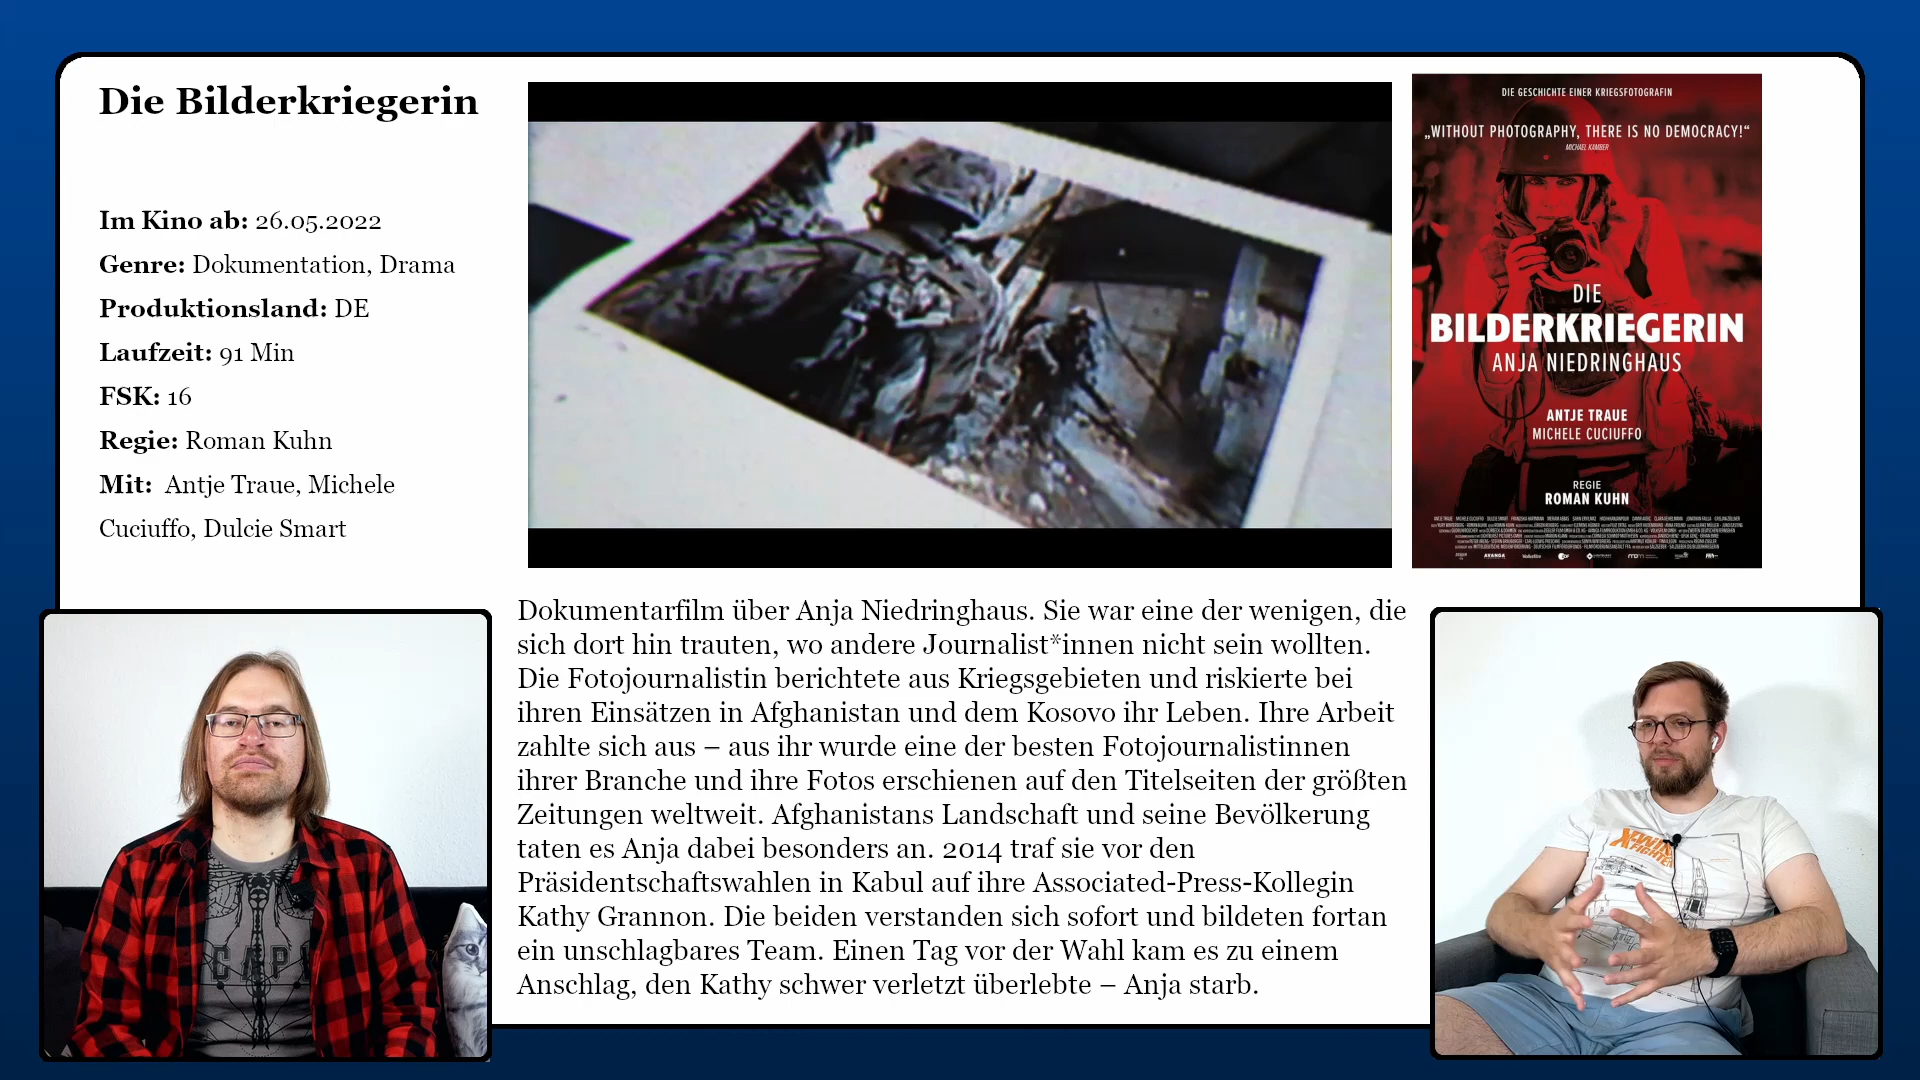 Die Bilderkriegerin
Im Kino ab: 26.05.2022
Genre: Dokumentation, Drama
Produktionsland: DE
Laufzeit: 91 Min
FSK: 16
Regie: Roman Kuhn
Mit: Antje Traue, Michele
Cuciuffo, Dulcie Smart
DIE GESCHICHTE EINER KRIEGSFOTOGRAFIN
„WITHOUT PHOTOGRAPHY, THERE IS NO DEMOCRACY!“
MICHAEL KAMBER
DIE
BILDERKRIEGERIN
ANJA NIEDRINGHAUS
ANTJE TRAUE
MICHELE CUCIUFFO
REGIE
ROMAN KUHN
Dokumentarfilm über Anja Niedringhaus. Sie war eine der wenigen, die
sich dort hin trauten, wo andere Journalist*innen nicht sein wollten.
Die Fotojournalistin berichtete aus Kriegsgebieten und riskierte bei
ihren Einsätzen in Afghanistan und dem Kosovo ihr Leben. Ihre Arbeit
zahlte sich aus – aus ihr wurde eine der besten Fotojournalistinnen
ihrer Branche und ihre Fotos erschienen auf den Titelseiten der größten
Zeitungen weltweit. Afghanistans Landschaft und seine Bevölkerung
taten es Anja dabei besonders an. 2014 traf sie vor den
Präsidentschaftswahlen in Kabul auf ihre Associated-Press-Kollegin
Kathy Grannon. Die beiden verstanden sich sofort und bildeten fortan
ein unschlagbares Team. Einen Tag vor der Wahl kam es zu einem
Anschlag, den Kathy schwer verletzt überlebte – Anja starb.